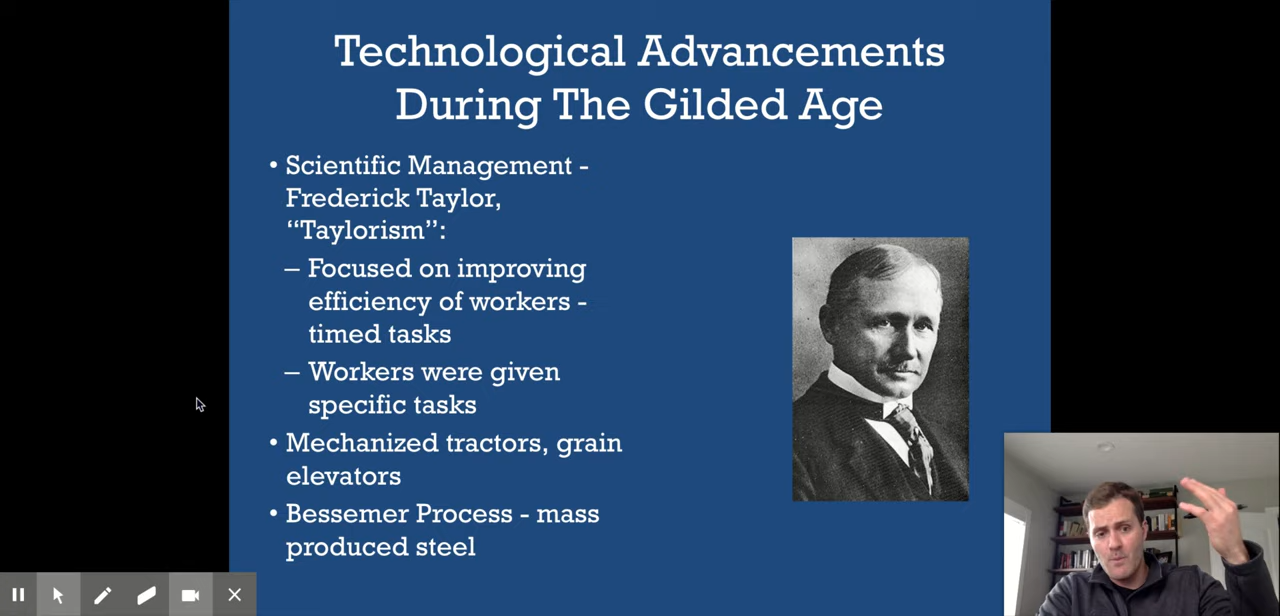 Technological Advancements
During The Gilded Age
• Scientific Management -
Frederick Taylor,
“Taylorism”:
– Focused on improving
efficiency of workers -
timed tasks
– Workers were given
specific tasks
• Mechanized tractors, grain
elevators
• Bessemer Process - mass
produced steel